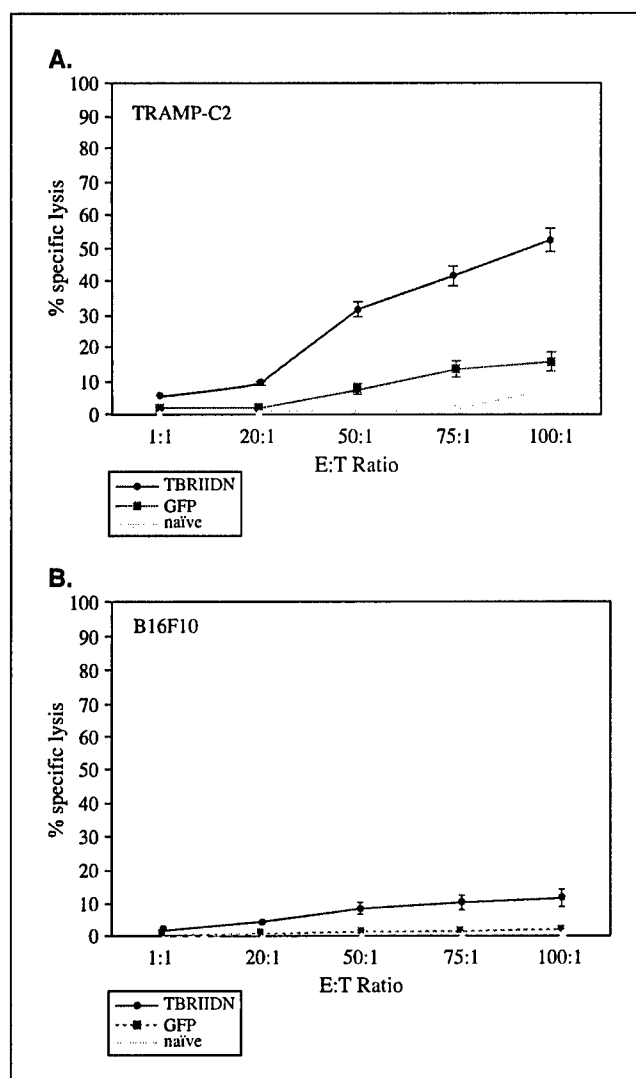 A.
TRAMP-C2
% specific lysis
100
90
80
70
60
50
40
30
20
10
0
1:1 20:1 50:1 75:1 100:1
E:T Ratio
TBRIIDN
GFP
naïve
B.
B16F10
% specific lysis
100
90
80
70
60
50
40
30
20
10
0
1:1 20:1 50:1 75:1 100:1
E:T Ratio
TBRIIDN
GFP
naïve